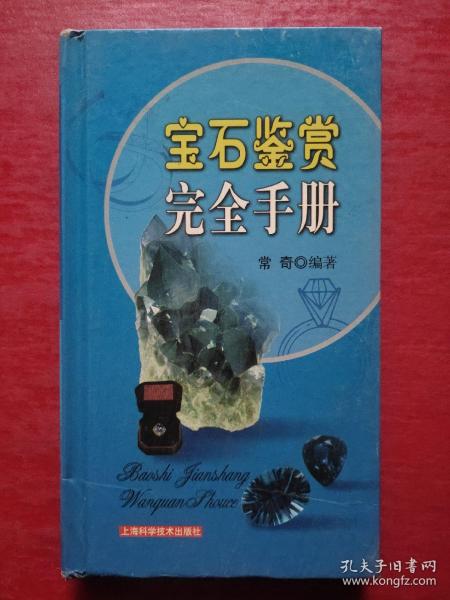 宝石鉴赏
完全手册
常奇◎编著
Baoshi Jianshang
Wanquan Shouce
上海科学技术出版社
孔夫子旧书网
www.kongfz.com